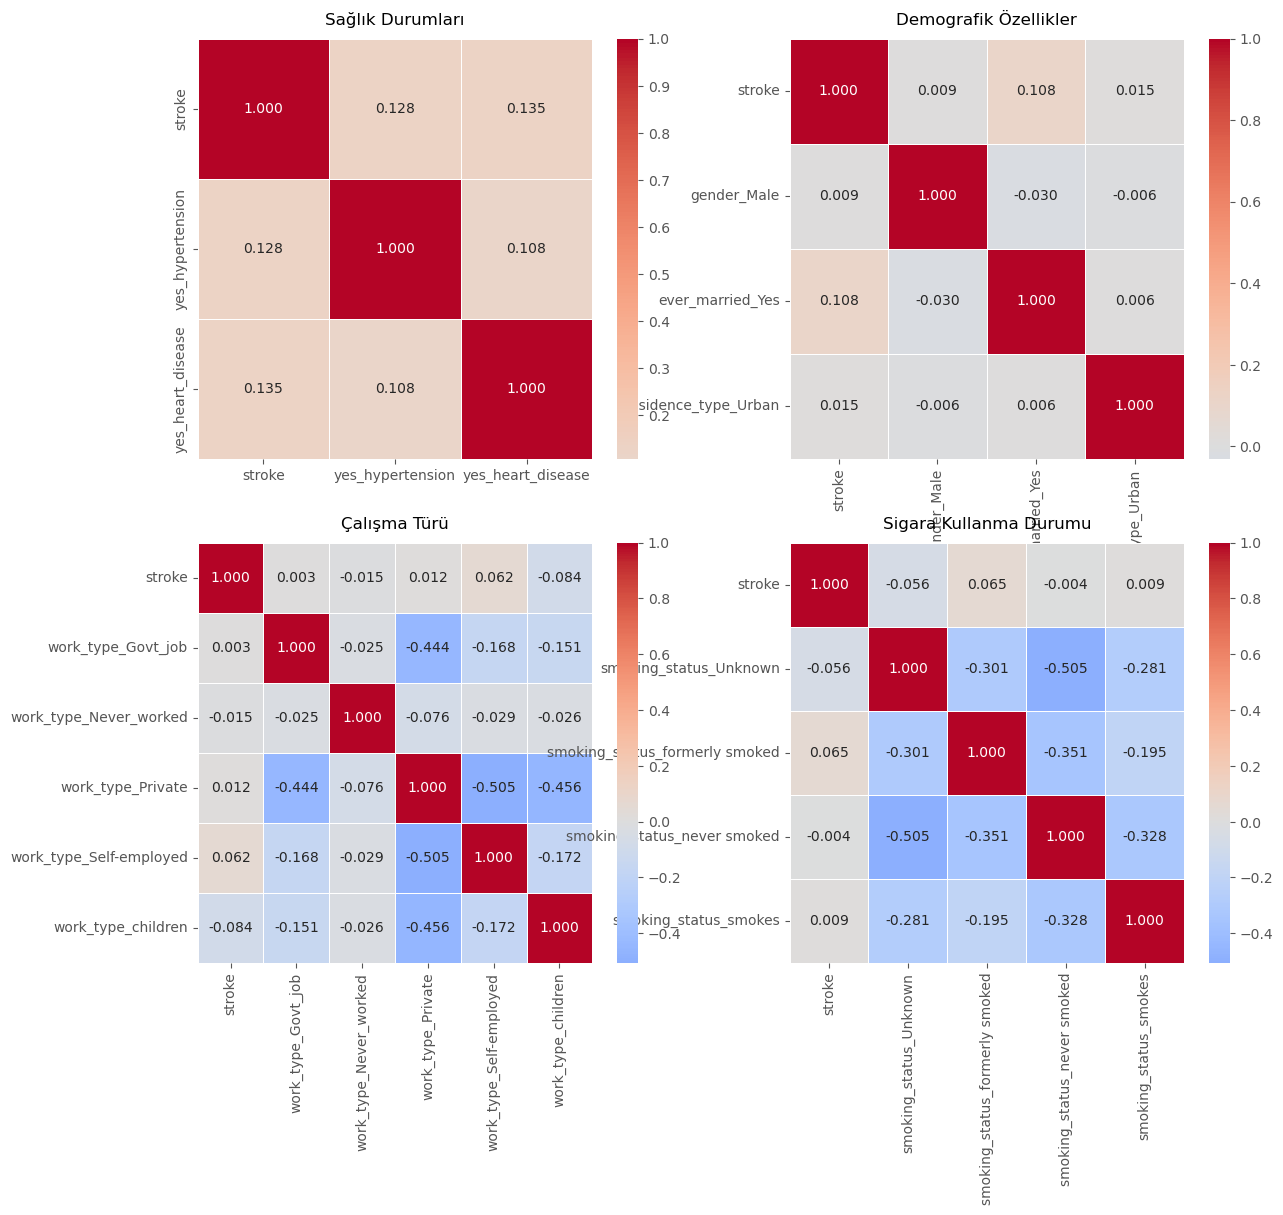 Sağlık Durumları
stroke
yes_hypertension
yes_heart_disease
1.000 0.128 0.135
0.128 1.000 0.108
0.135 0.108 1.000
stroke yes_hypertension yes_heart_disease
1.0
0.9
0.8
0.7
0.6
0.5
0.4
0.3
0.2
Demografik Özellikler
stroke 1.000 0.009 0.108 0.015
gender_Male 0.009 1.000 -0.030 -0.006
ever_married_Yes 0.108 -0.030 1.000 0.006
sidence_type_Urban 0.015 -0.006 0.006 1.000
stroke
nder_Male
arried_Yes
ype_Urban
1.0
0.8
0.6
0.4
0.2
0.0
Çalışma Türü
stroke 1.000 0.003 -0.015 0.012 0.062 -0.084
work_type_Govt_job 0.003 1.000 -0.025 -0.444 -0.168 -0.151
work_type_Never_worked -0.015 -0.025 1.000 -0.076 -0.029 -0.026
work_type_Private 0.012 -0.444 -0.076 1.000 -0.505 -0.456
work_type_Self-employed 0.062 -0.168 -0.029 -0.505 1.000 -0.172
work_type_children -0.084 -0.151 -0.026 -0.456 -0.172 1.000
stroke
work_type_Govt_job
work_type_Never_worked
work_type_Private
work_type_Self-employed
work_type_children
1.0
0.8
0.6
0.4
0.2
0.0
−0.2
−0.4
Sigara Kullanma Durumu
stroke 1.000 -0.056 0.065 -0.004 0.009
smoking_status_Unknown -0.056 1.000 -0.301 -0.505 -0.281
smoking_status_formerly smoked 0.065 -0.301 1.000 -0.351 -0.195
smoking_status_never smoked -0.004 -0.505 -0.351 1.000 -0.328
smoking_status_smokes 0.009 -0.281 -0.195 -0.328 1.000
stroke
smoking_status_Unknown
smoking_status_formerly smoked
smoking_status_never smoked
smoking_status_smokes
1.0
0.8
0.6
0.4
0.2
0.0
−0.2
−0.4